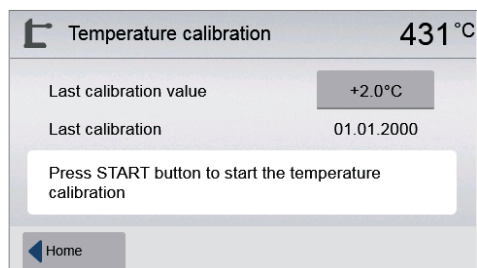 Temperature calibration 431°C
Last calibration value +2.0°C
Last calibration 01.01.2000
Press START button to start the temperature
calibration
Home